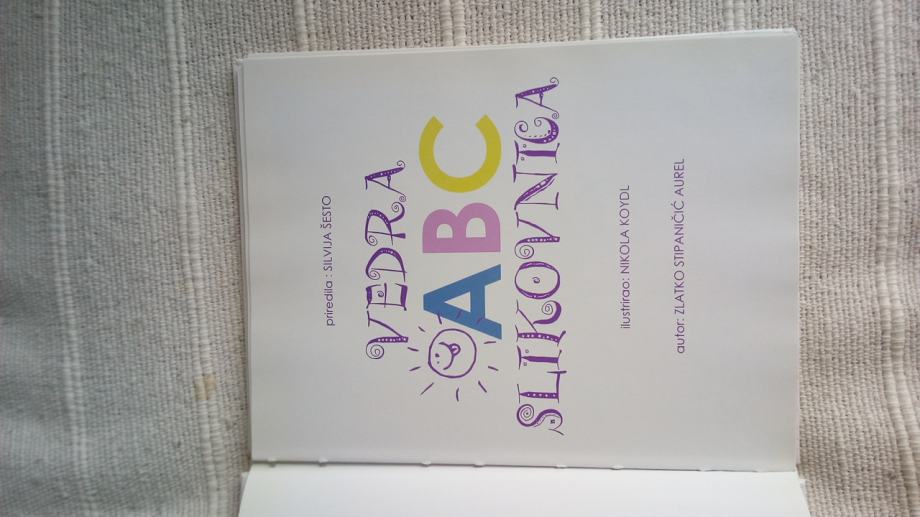 priredila : SILVIJA ŠESTO
VEDRA
ABC
SLIKOVNICA
ilustrirao: NIKOLA KOYDL
autor: ZLATKO STIPANIČIĆ AUREL